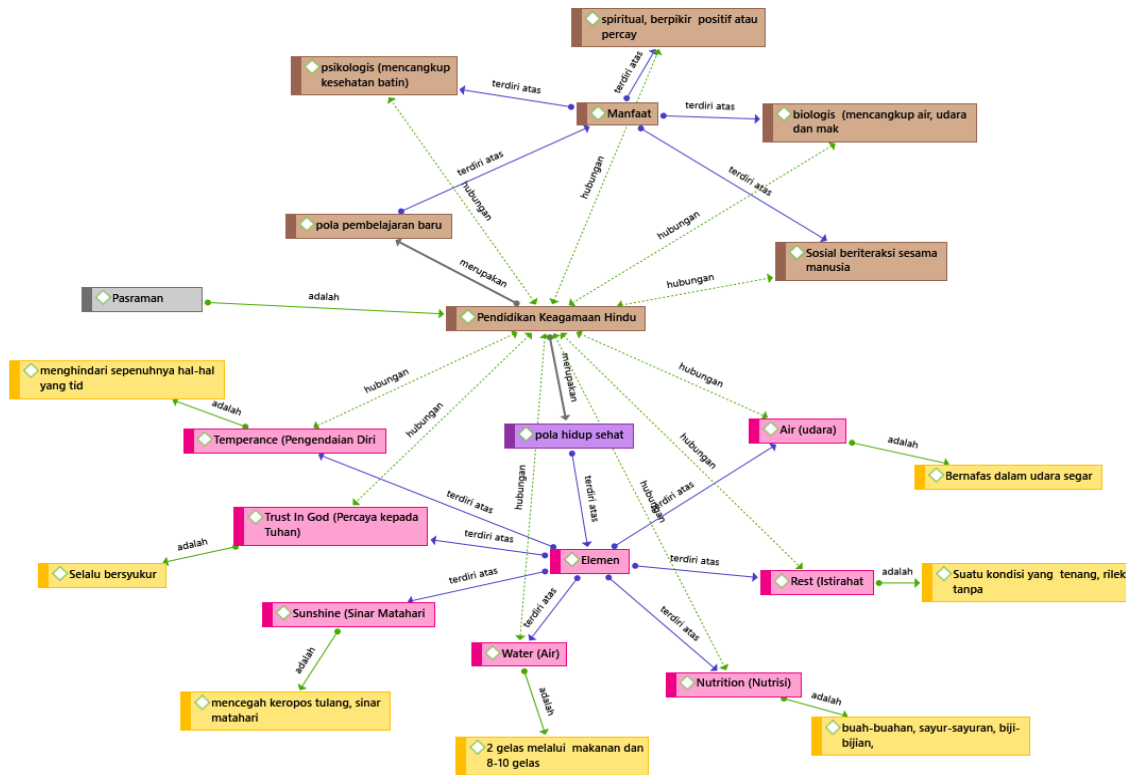 spiritual, berpikir positif atau
percay
psikologis (mencangkup
kesehatan batin)
terdiri atas
terdiri atas
Manfaat
terdiri atas
biologis (mencangkup air, udara
dan mak
terdiri atas
terdiri atas
hubungan
hubungan
hubungan
pola pembelajaran baru
Sosial beriteraksi sesama
manusia
merupakan
hubungan
Pasraman
adalah
Pendidikan Keagamaan Hindu
menghindari sepenuhnya hal-hal
yang tid
adalah
hubungan
hubungan
merupakan
hubungan
hubungan
Temperance (Pengendaian Diri
pola hidup sehat
Air (udara)
adalah
Bernafas dalam udara segar
hubungan
hubungan
terdiri atas
terdiri atas
terdiri atas
Trust In God (Percaya kepada
Tuhan)
terdiri atas
adalah
Selalu bersyukur
Elemen
terdiri atas
Rest (Istirahat
adalah
Suatu kondisi yang tenang, rilek
tanpa
terdiri atas
Sunshine (Sinar Matahari
terdiri atas
terdiri atas
adalah
Water (Air)
Nutrition (Nutrisi)
adalah
adalah
mencegah keropos tulang, sinar
matahari
buah-buahan, sayur-sayuran, biji-
bijian,
2 gelas melalui makanan dan
8-10 gelas